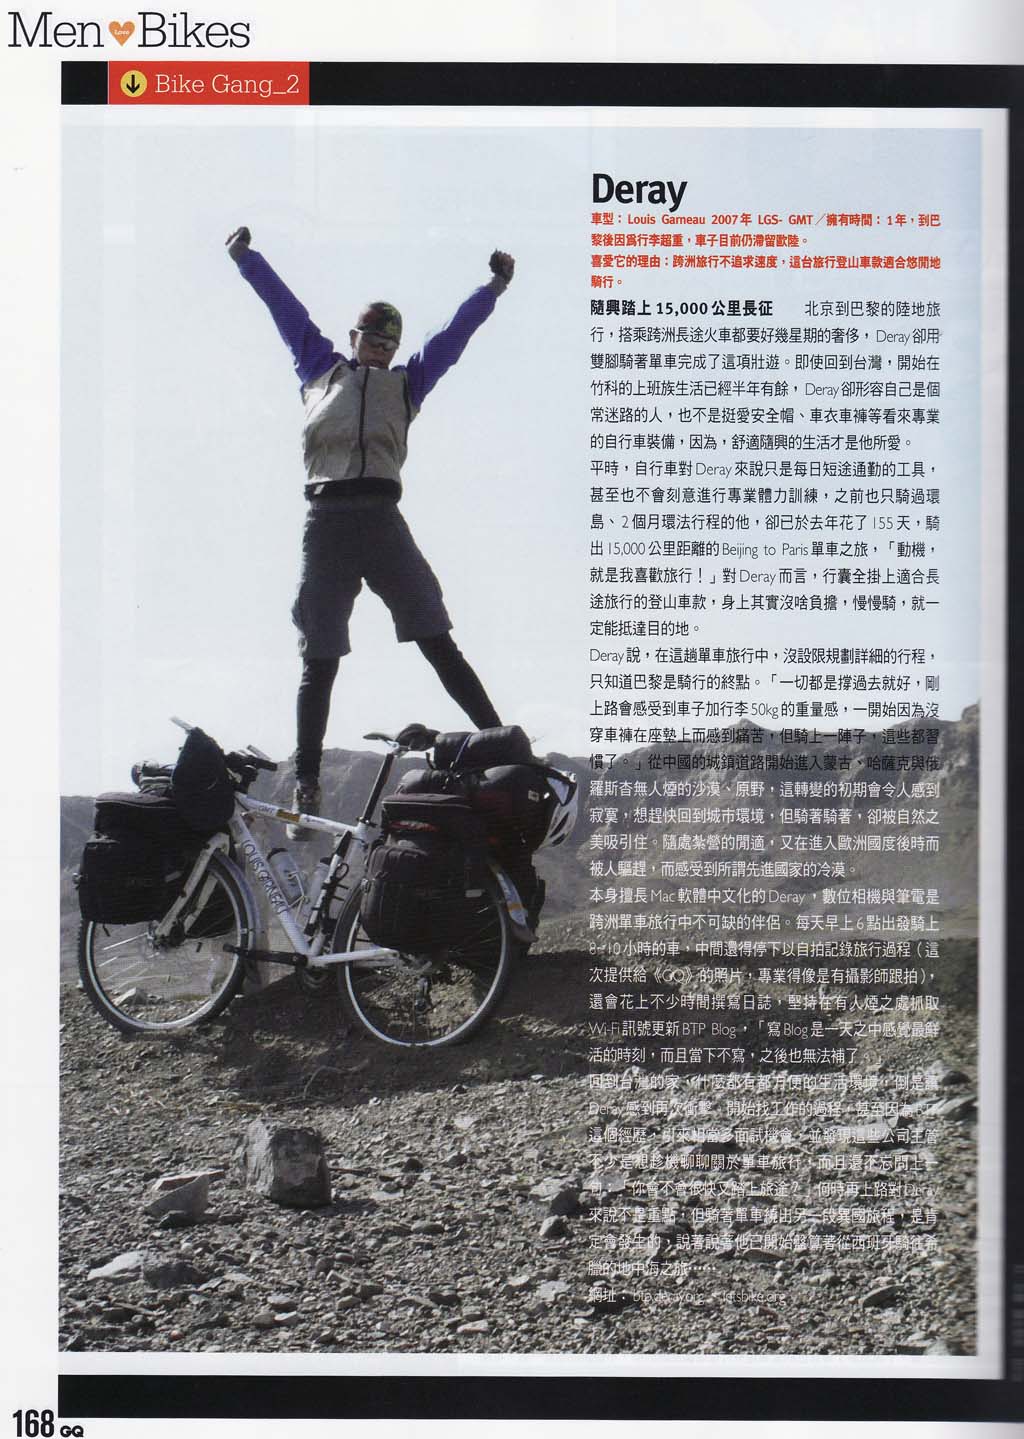 Men Love Bikes
Bike Gang_2
Deray
車型：Louis Garneau 2007年 LGS- GMT／擁有時間：1年，到巴
黎後因為行李超重，車子目前仍滯留歐陸。
喜愛它的理由：跨洲旅行不追求速度，這台旅行登山車款適合悠閒地
騎行。
隨興踏上15,000公里長征　北京到巴黎的陸地旅
行，搭乘跨洲長途火車都要好幾星期的奢侈，Deray卻用
雙腳騎著單車完成了這項壯遊。即使回到台灣，開始在
竹科的上班族生活已經半年有餘，Deray卻形容自己是個
常迷路的人，也不是挺愛安全帽、車衣車褲等看來專業
的自行車裝備，因為，舒適隨興的生活才是他所愛。
平時，自行車對Deray來說只是每日短途通勤的工具，
甚至也不會刻意進行專業體力訓練，之前也只騎過環
島、2個月環法行程的他，卻已於去年花了155天，騎
出15,000公里距離的Beijing to Paris單車之旅，「動機，
就是我喜歡旅行！」對Deray而言，行囊全掛上適合長
途旅行的登山車款，身上其實沒啥負擔，慢慢騎，就一
定能抵達目的地。
Deray說，在這趟單車旅行中，沒設限規劃詳細的行程，
只知道巴黎是騎行的終點。「一切都是撐過去就好，剛
上路會感受到車子加行李50kg的重量感，一開始因為沒
穿車褲在座墊上而感到痛苦，但騎上一陣子，這些都習
慣了。」從中國的城鎮道路開始進入蒙古、哈薩克與俄
羅斯杳無人煙的沙漠、原野，這轉變的初期會令人感到
寂寞，想趕快回到城市環境，但騎著騎著，卻被自然之
美吸引住。隨處紮營的閒適，又在進入歐洲國度後時而
被人驅趕，而感受到所謂先進國家的冷漠。
本身擅長Mac軟體中文化的Deray，數位相機與筆電是
跨洲單車旅行中不可缺的伴侶。每天早上6點出發騎上
8~10小時的車，中間還得停下以自拍記錄旅行過程（這
次提供給《GQ》的照片，專業得像是有攝影師跟拍），
還會花上不少時間撰寫日誌，堅持在有人煙之處抓取
Wi-Fi訊號更新BTP Blog，「寫Blog是一天之中感覺最鮮
活的時刻，而且當下不寫，之後也無法補了。」
回到台灣的家，什麼都有都方便的生活環境，倒是讓
Deray感到再次衝擊。開始找工作的過程，甚至因為BTP
這個經歷，引來相當多面試機會，並發現這些公司主管
不少是想趁機聊聊關於單車旅行，而且還不忘問上一
句：「你會不會很快又踏上旅途？」何時再上路對Deray
來說不是重點，但騎著單車繞由另一段異國旅程，是肯
定會發生的，說著說著他已開始盤算著從西班牙騎往希
臘的地中海之旅……
網址：btp.deray.org、
LOUIS GARNEAU
168 GQ